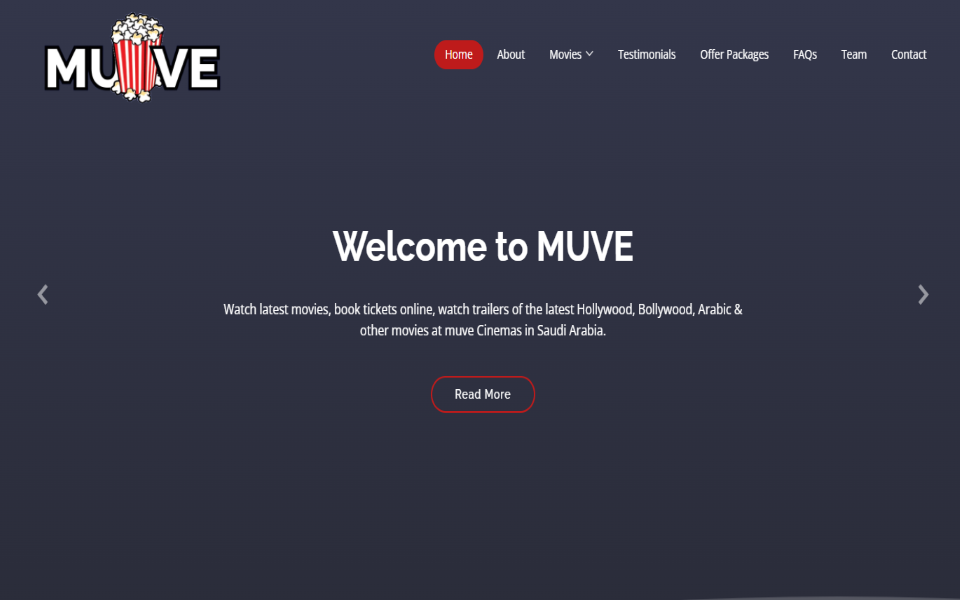 MUVE
Home About Movies Testimonials Offer Packages FAQs Team Contact
Welcome to MUVE
Watch latest movies, book tickets online, watch trailers of the latest Hollywood, Bollywood, Arabic &
other movies at muve Cinemas in Saudi Arabia.
Read More